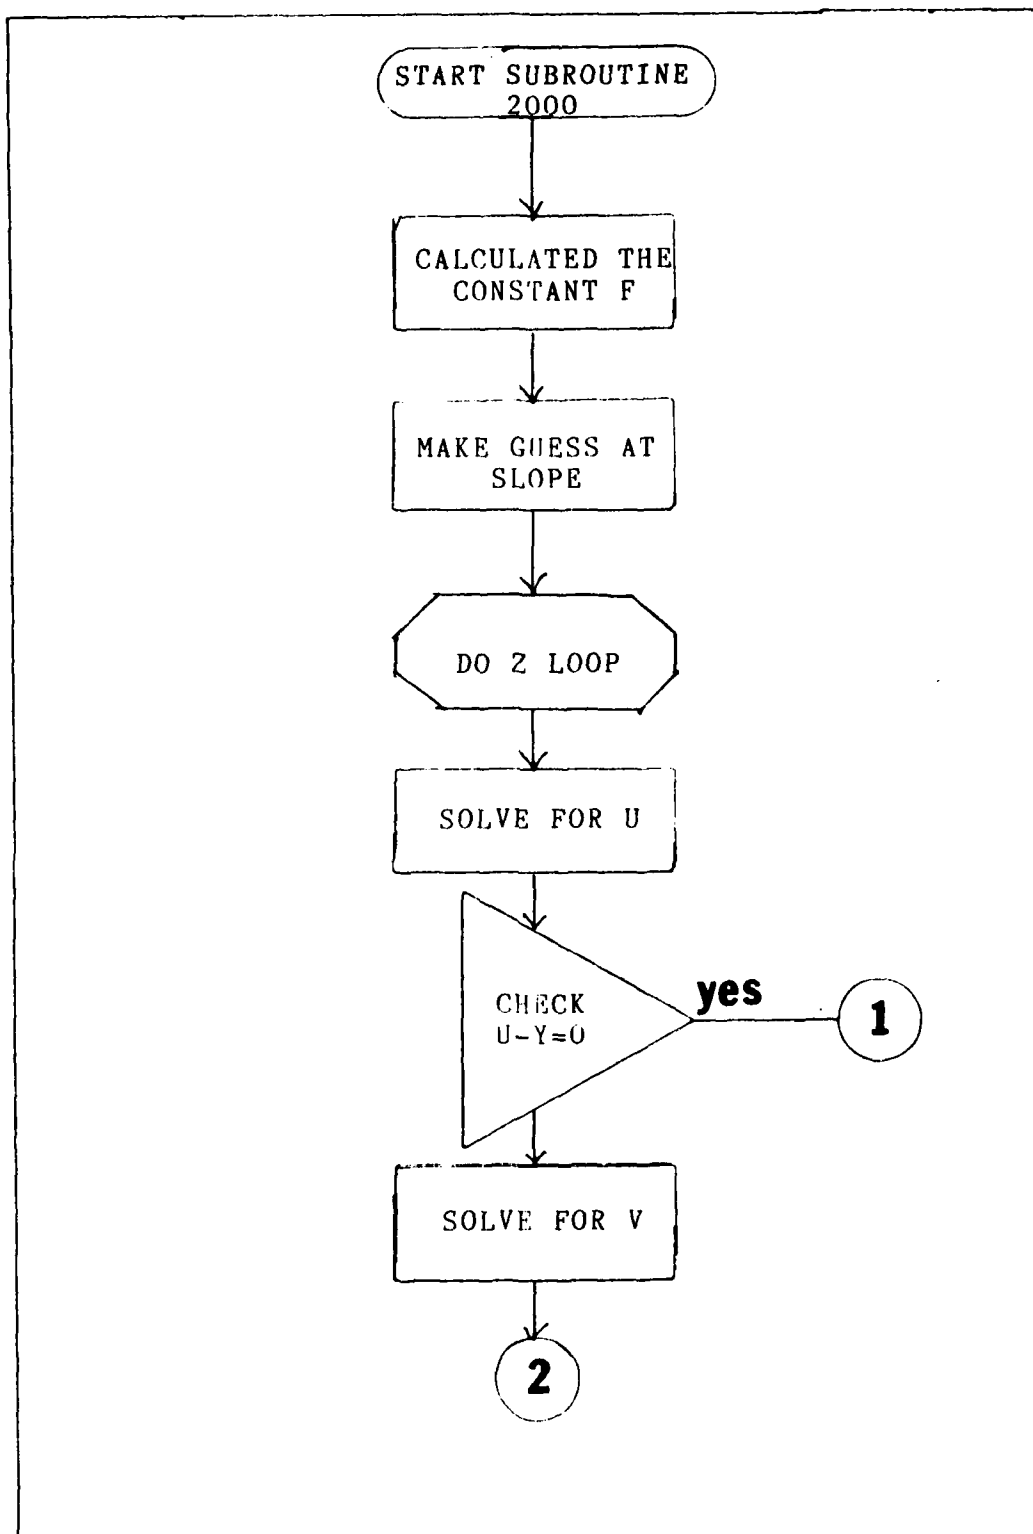 START SUBROUTINE
2000
CALCULATED THE
CONSTANT F
MAKE GUESS AT
SLOPE
DO Z LOOP
SOLVE FOR U
CHECK
U-Y=0
yes
1
SOLVE FOR V
2